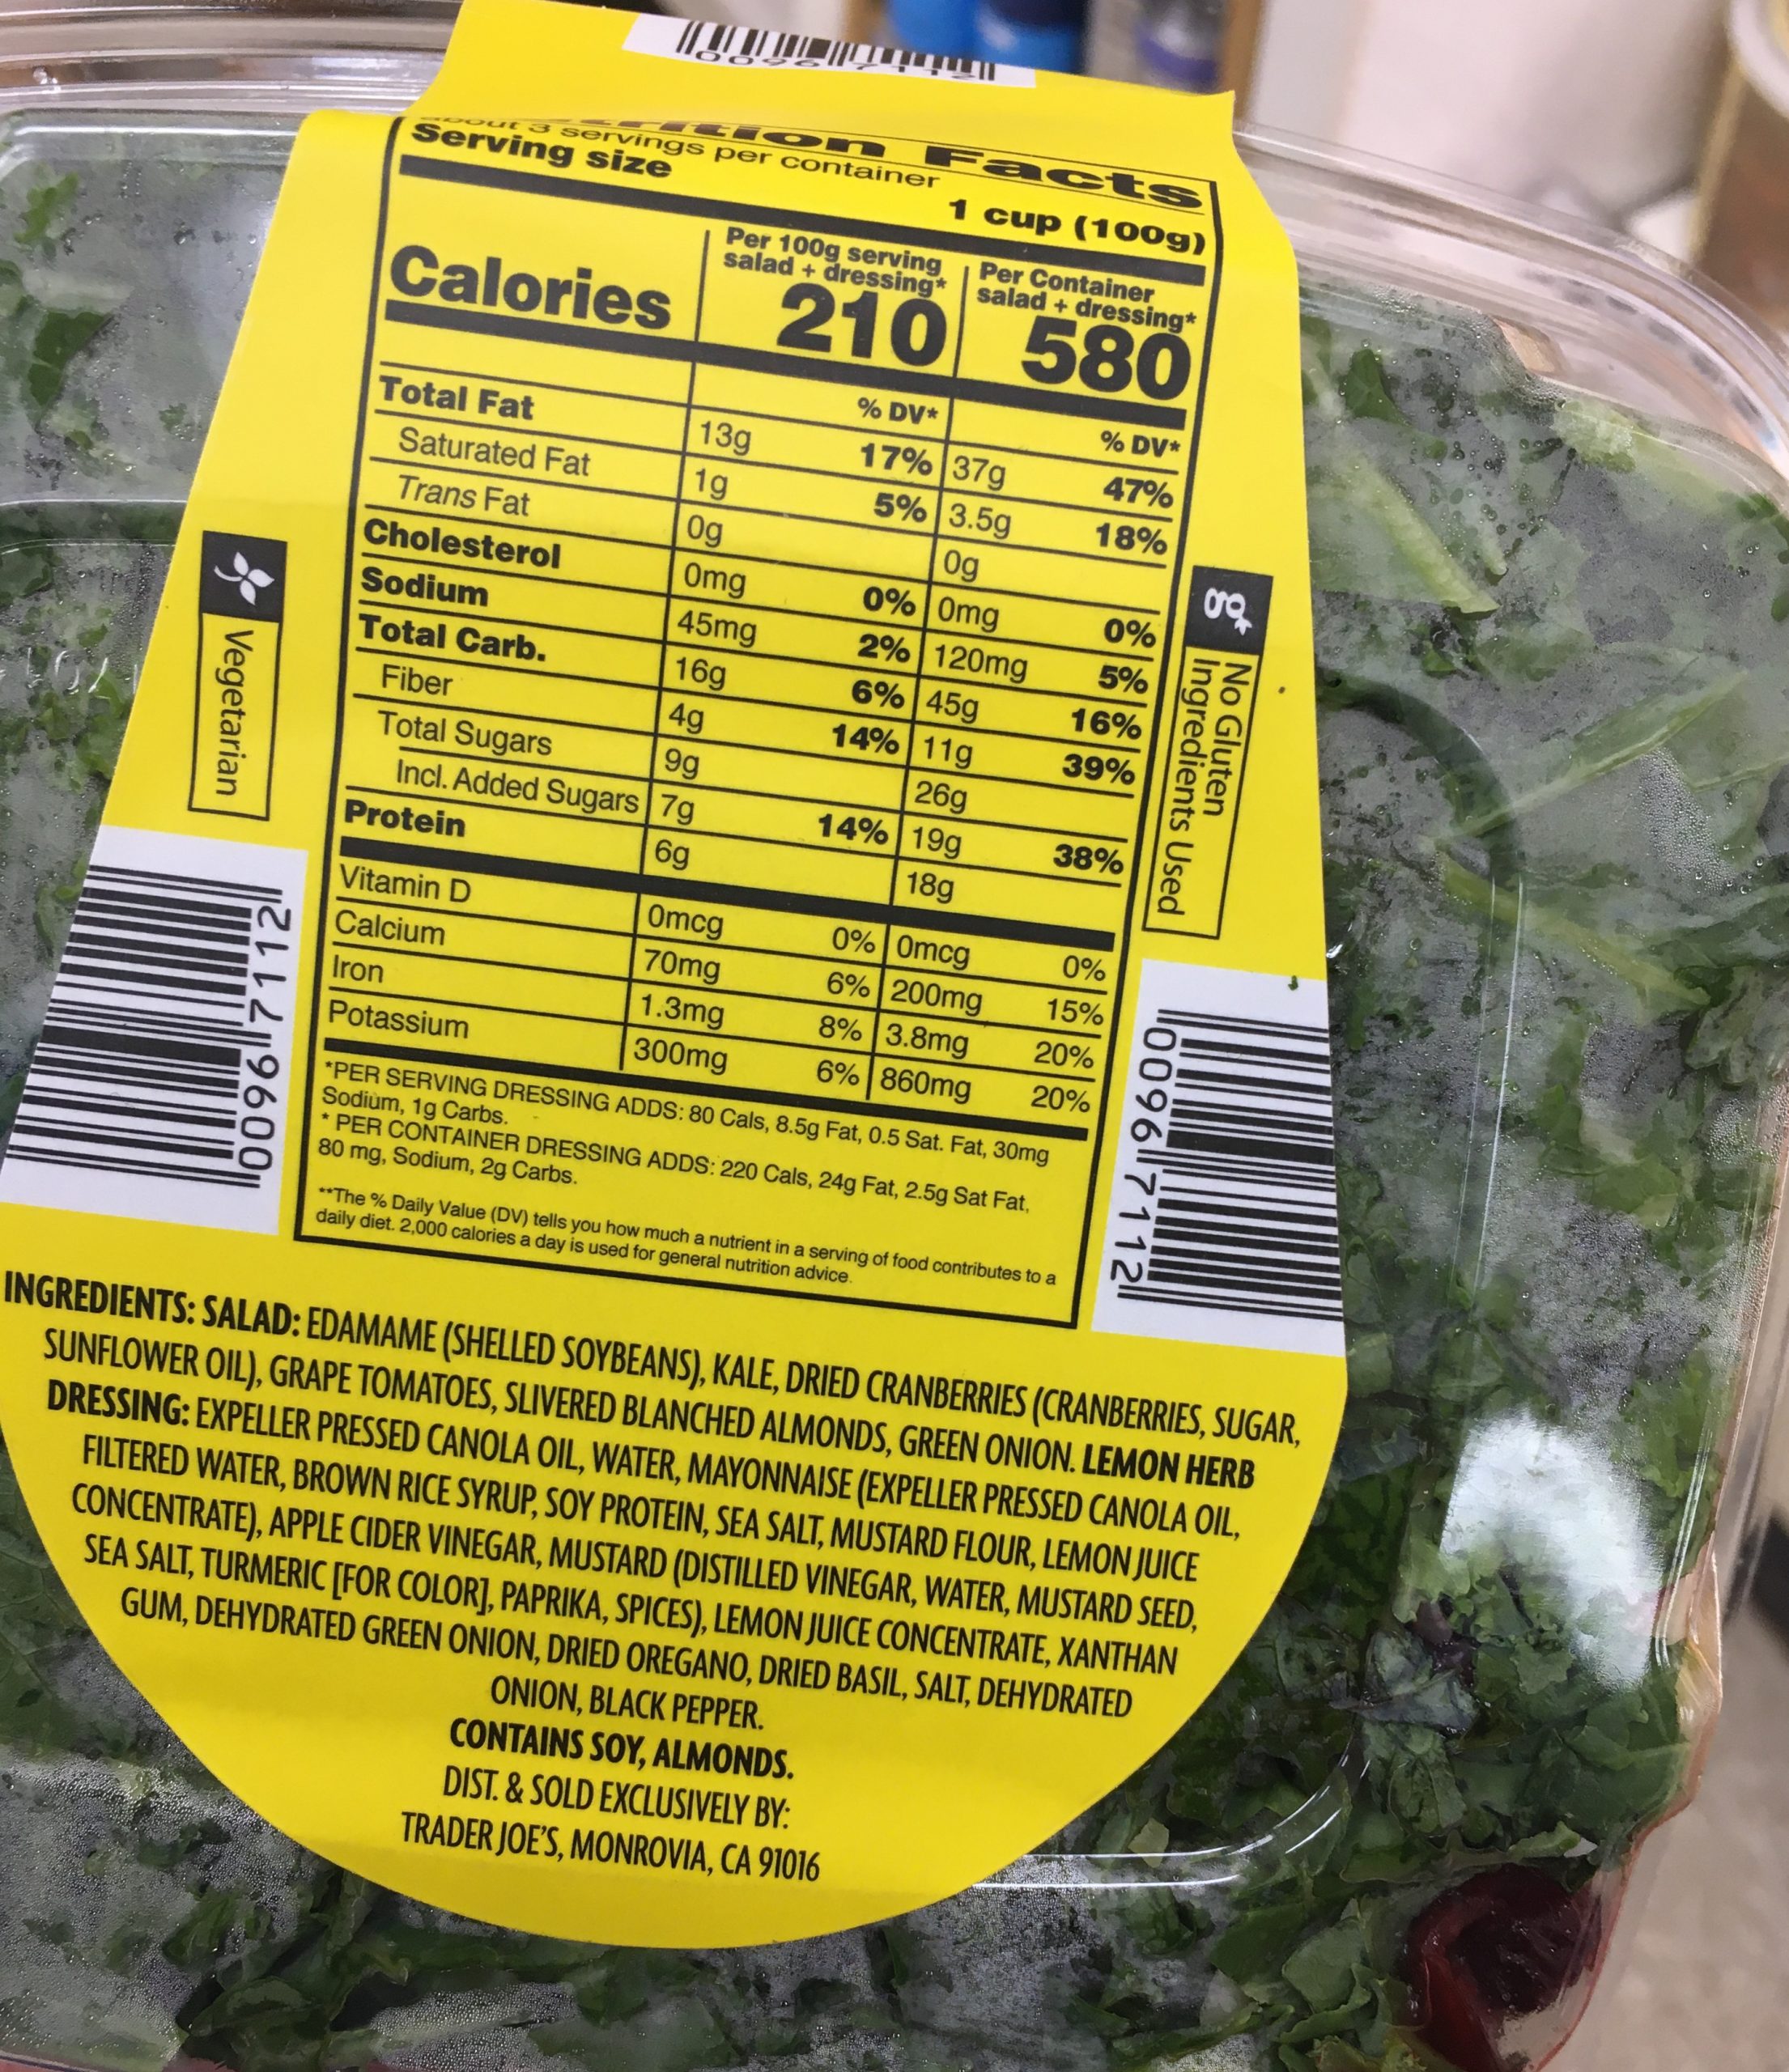 0096 7112
Nutrition Facts
about 3 servings per container
Serving size 1 cup (100g)
Calories
Per 100g serving
salad + dressing*
210
Per Container
salad + dressing*
580
% DV* % DV*
Total Fat 13g 17% 37g 47%
Saturated Fat 1g 5% 3.5g 18%
Trans Fat 0g 0g
Cholesterol 0mg 0% 0mg 0%
Sodium 45mg 2% 120mg 5%
Total Carb. 16g 6% 45g 16%
Fiber 4g 14% 11g 39%
Total Sugars 9g 26g
Incl. Added Sugars 7g 14% 19g 38%
Protein 6g 18g
Vitamin D 0mcg 0% 0mcg 0%
Calcium 70mg 6% 200mg 15%
Iron 1.3mg 8% 3.8mg 20%
Potassium 300mg 6% 860mg 20%
*PER SERVING DRESSING ADDS: 80 Cals, 8.5g Fat, 0.5 Sat. Fat, 30mg
Sodium, 1g Carbs.
* PER CONTAINER DRESSING ADDS: 220 Cals, 24g Fat, 2.5g Sat Fat,
80 mg, Sodium, 2g Carbs.
**The % Daily Value (DV) tells you how much a nutrient in a serving of food contributes to a
daily diet. 2,000 calories a day is used for general nutrition advice.
Vegetarian
g*
No Gluten
Ingredients Used
0096 7112
0096 7112
INGREDIENTS: SALAD: EDAMAME (SHELLED SOYBEANS), KALE, DRIED CRANBERRIES (CRANBERRIES, SUGAR,
SUNFLOWER OIL), GRAPE TOMATOES, SLIVERED BLANCHED ALMONDS, GREEN ONION. LEMON HERB
DRESSING: EXPELLER PRESSED CANOLA OIL, WATER, MAYONNAISE (EXPELLER PRESSED CANOLA OIL,
FILTERED WATER, BROWN RICE SYRUP, SOY PROTEIN, SEA SALT, MUSTARD FLOUR, LEMON JUICE
CONCENTRATE), APPLE CIDER VINEGAR, MUSTARD (DISTILLED VINEGAR, WATER, MUSTARD SEED,
SEA SALT, TURMERIC [FOR COLOR], PAPRIKA, SPICES), LEMON JUICE CONCENTRATE, XANTHAN
GUM, DEHYDRATED GREEN ONION, DRIED OREGANO, DRIED BASIL, SALT, DEHYDRATED
ONION, BLACK PEPPER.
CONTAINS SOY, ALMONDS.
DIST. & SOLD EXCLUSIVELY BY:
TRADER JOE'S, MONROVIA, CA 91016